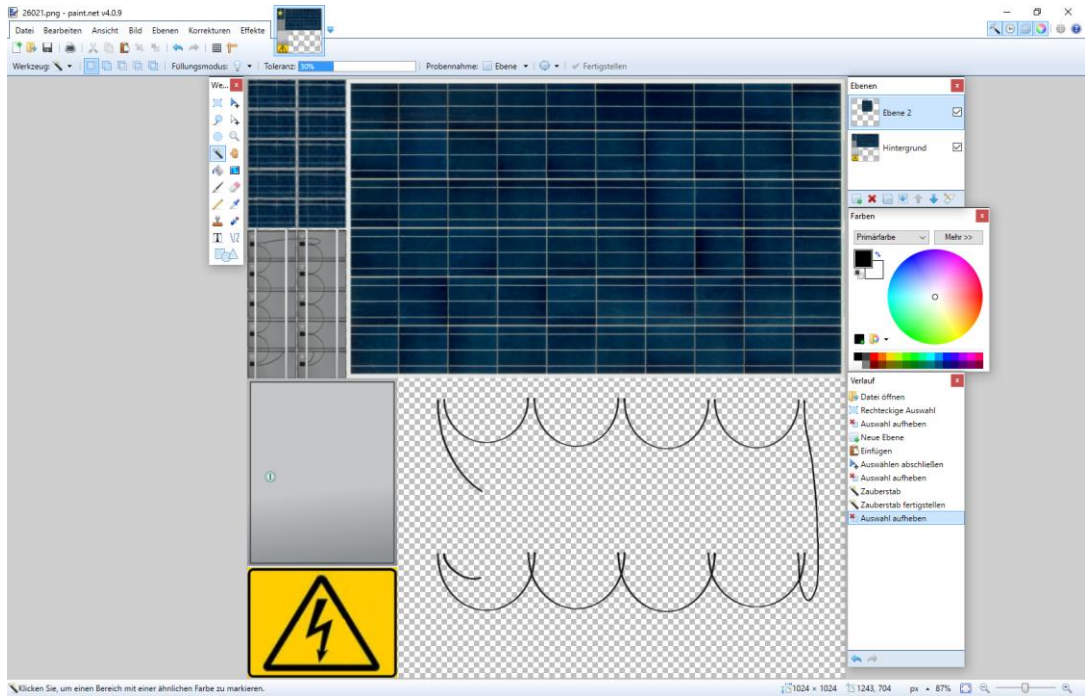 26021.png - paint.net v4.0.9
Datei Bearbeiten Ansicht Bild Ebenen Korrekturen Effekte
Werkzeug: Füllungsmodus: Toleranz: 30% Probennahme: Ebene Fertigstellen
We...
Ebenen
Ebene 2
Hintergrund
Farben
Primärfarbe Mehr >>
Verlauf
Datei öffnen
Rechteckige Auswahl
Auswahl aufheben
Neue Ebene
Einfügen
Auswählen abschließen
Auswahl aufheben
Zauberstab
Zauberstab fertigstellen
Auswahl aufheben
Klicken Sie, um einen Bereich mit einer ähnlichen Farbe zu markieren. 1024 × 1024 1243, 704 px 87%